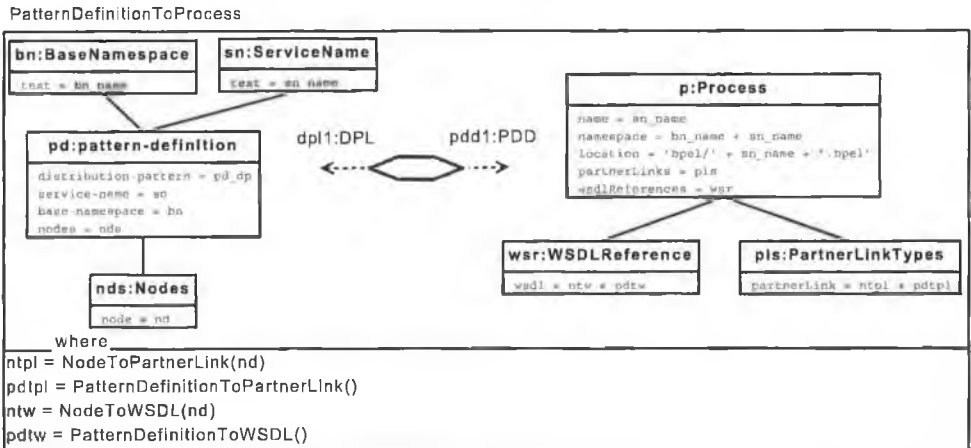 PatternDefinitionToProcess
bn:BaseNamespace
text = bn_name
sn:ServiceName
text = sn_name
pd:pattern-definition
distribution-pattern = pd_dp
service-name = sn
base-namespace = bn
nodes = nds
nds:Nodes
node = nd
dpl1:DPL
pdd1:PDD
p:Process
name = sn_name
namespace = bn_name + sn_name
location = 'bpel/' + sn_name + '.bpel'
partnerLinks = pls
wsdlReferences = wsr
wsr:WSDLReference
wsdl = ntw + pdtw
pls:PartnerLinkTypes
partnerLink = ntpl + pdtpl
where
ntpl = NodeToPartnerLink(nd)
pdtpl = PatternDefinitionToPartnerLink()
ntw = NodeToWSDL(nd)
pdtw = PatternDefinitionToWSDL()